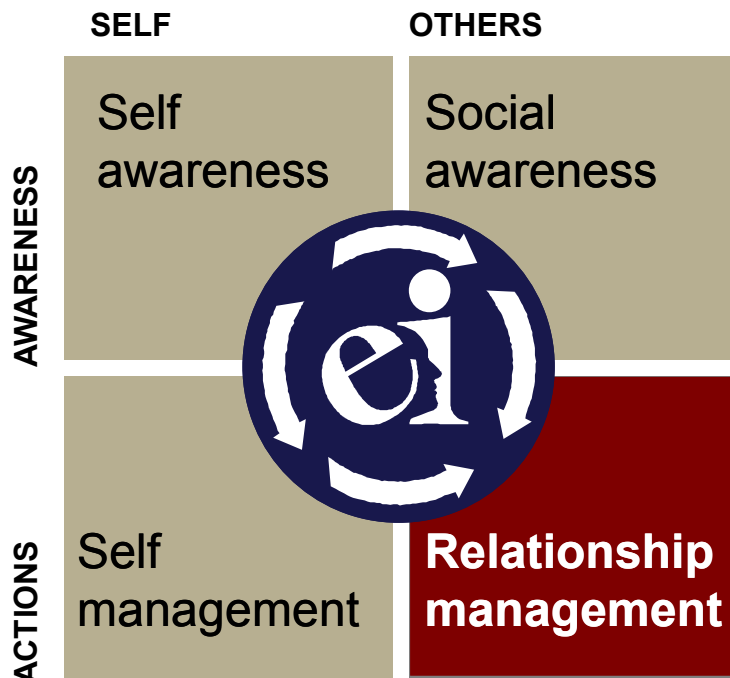 SELF OTHERS
Self
awareness
Social
awareness
AWARENESS
ei
Self
management
Relationship
management
ACTIONS